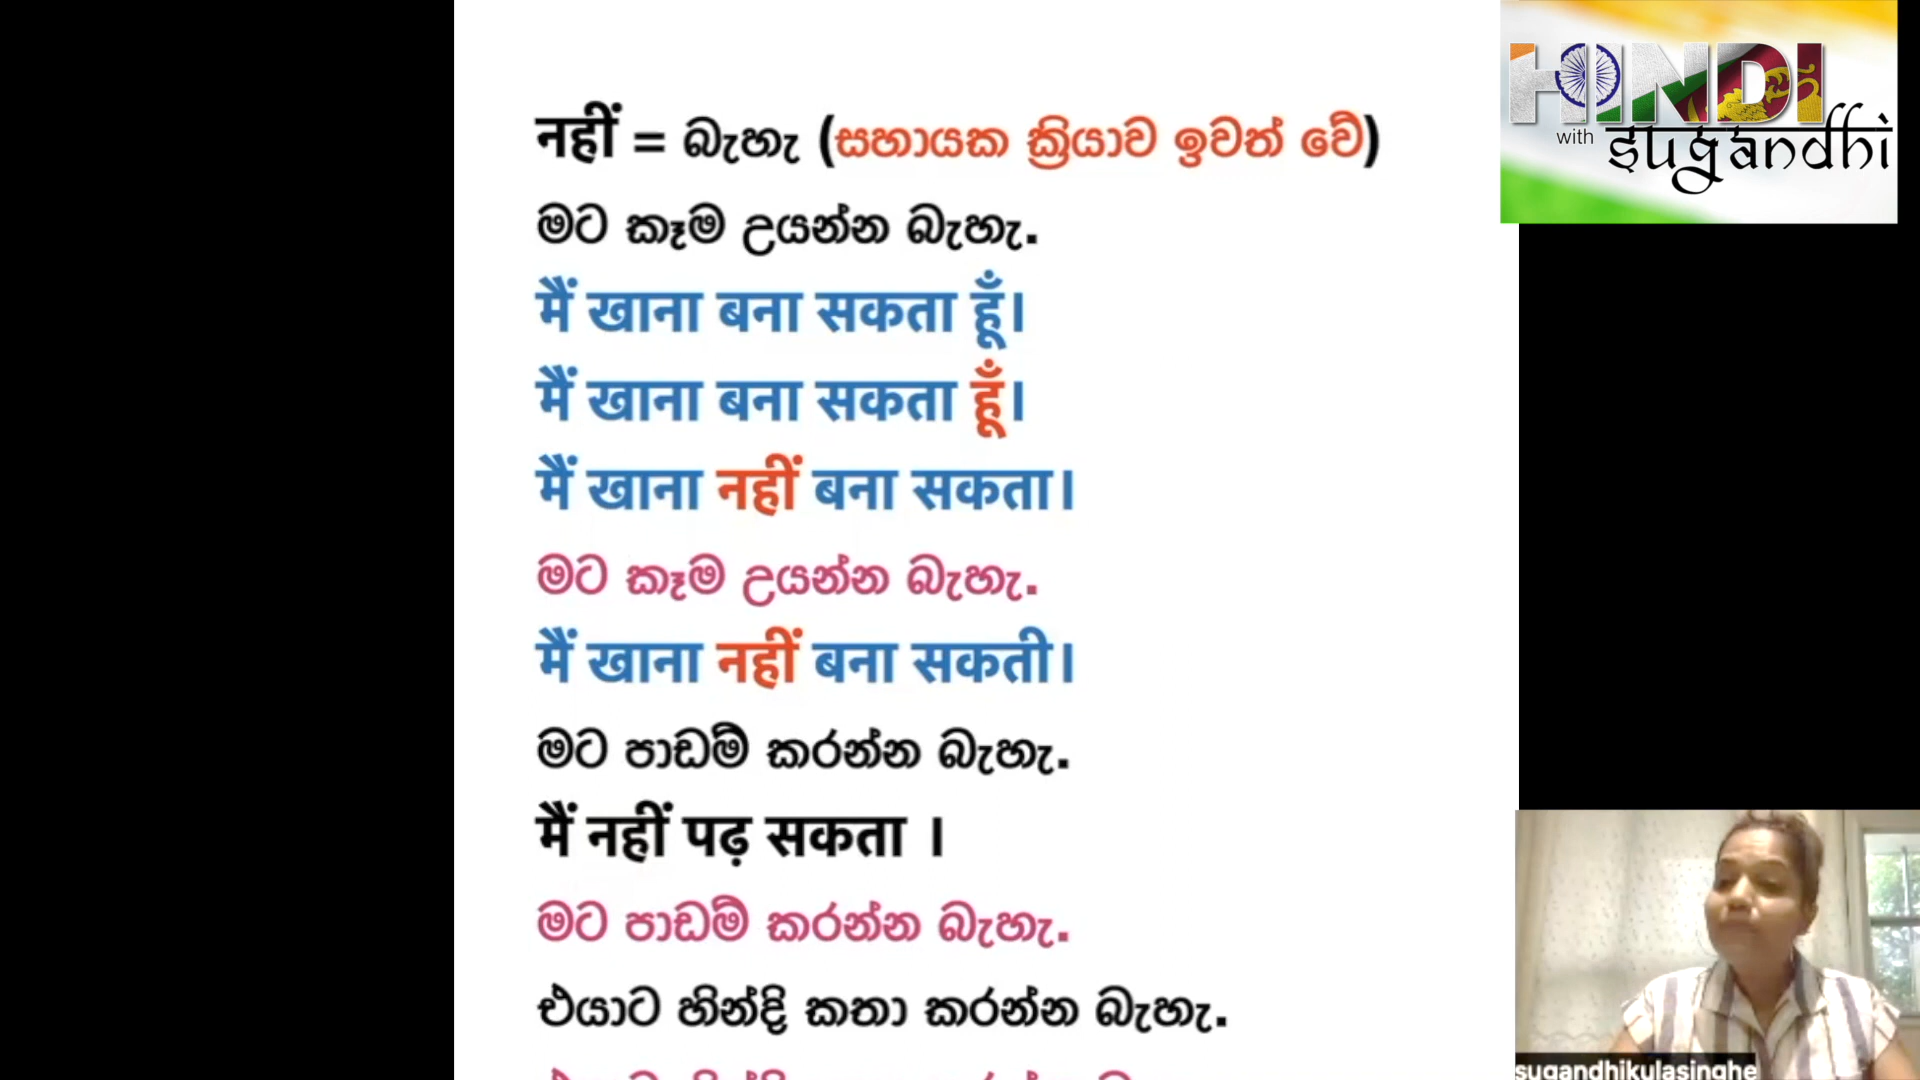 नहीं = බැහැ (සහායක ක්‍රියාව ඉවත් වේ)
මට කෑම උයන්න බැහැ.
मैं खाना बना सकता हूँ।
मैं खाना बना सकता हूँ।
मैं खाना नहीं बना सकता।
මට කෑම උයන්න බැහැ.
मैं खाना नहीं बना सकती।
මට පාඩම් කරන්න බැහැ.
मैं नहीं पढ़ सकता ।
මට පාඩම් කරන්න බැහැ.
එයාට හින්දි කතා කරන්න බැහැ.
HINDI
with sugandhi
sugandhikulasinghe